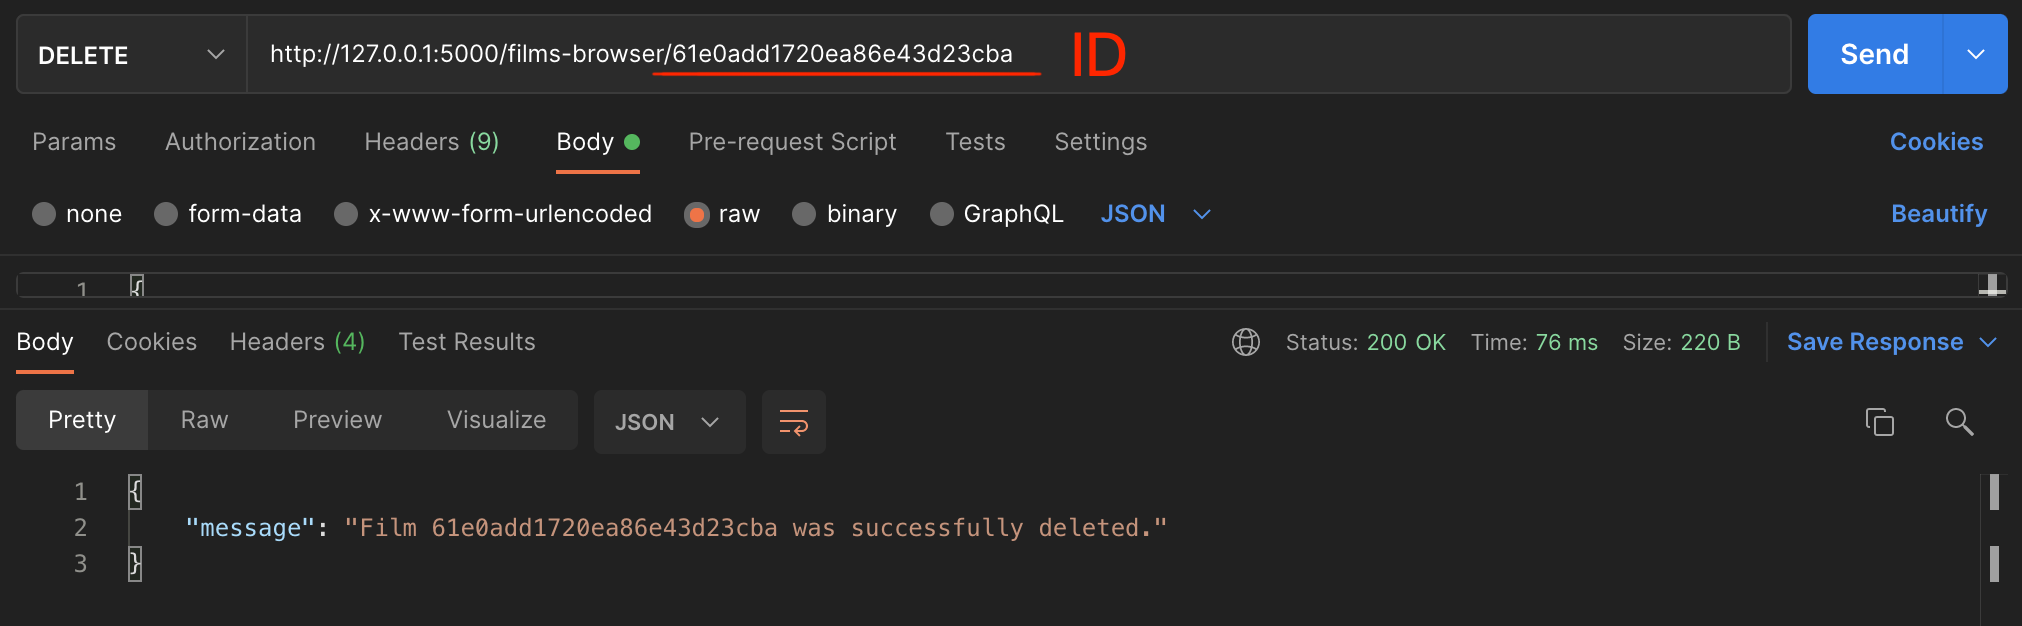 DELETE http://127.0.0.1:5000/films-browser/61e0add1720ea86e43d23cba ID Send
Params Authorization Headers (9) Body Pre-request Script Tests Settings Cookies
none form-data x-www-form-urlencoded raw binary GraphQL JSON Beautify
1 {
Body Cookies Headers (4) Test Results Status: 200 OK Time: 76 ms Size: 220 B Save Response
Pretty Raw Preview Visualize JSON
1 {
2 "message": "Film 61e0add1720ea86e43d23cba was successfully deleted."
3 }